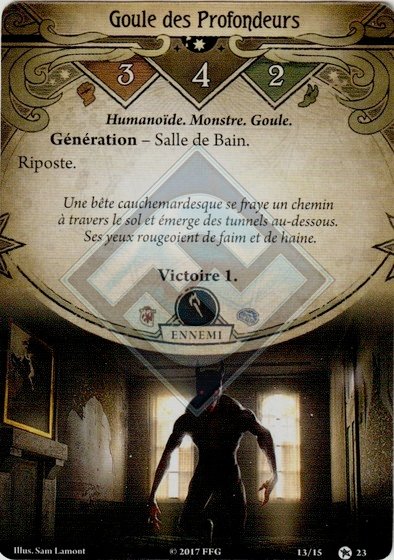 Goule des Profondeurs
3 4 2
Humanoïde. Monstre. Goule.
Génération – Salle de Bain.
Riposte.
Une bête cauchemardesque se fraye un chemin
à travers le sol et émerge des tunnels au-dessous.
Ses yeux rougeoient de faim et de haine.
Victoire 1.
ENNEMI
Illus. Sam Lamont
© 2017 FFG
13/15
23